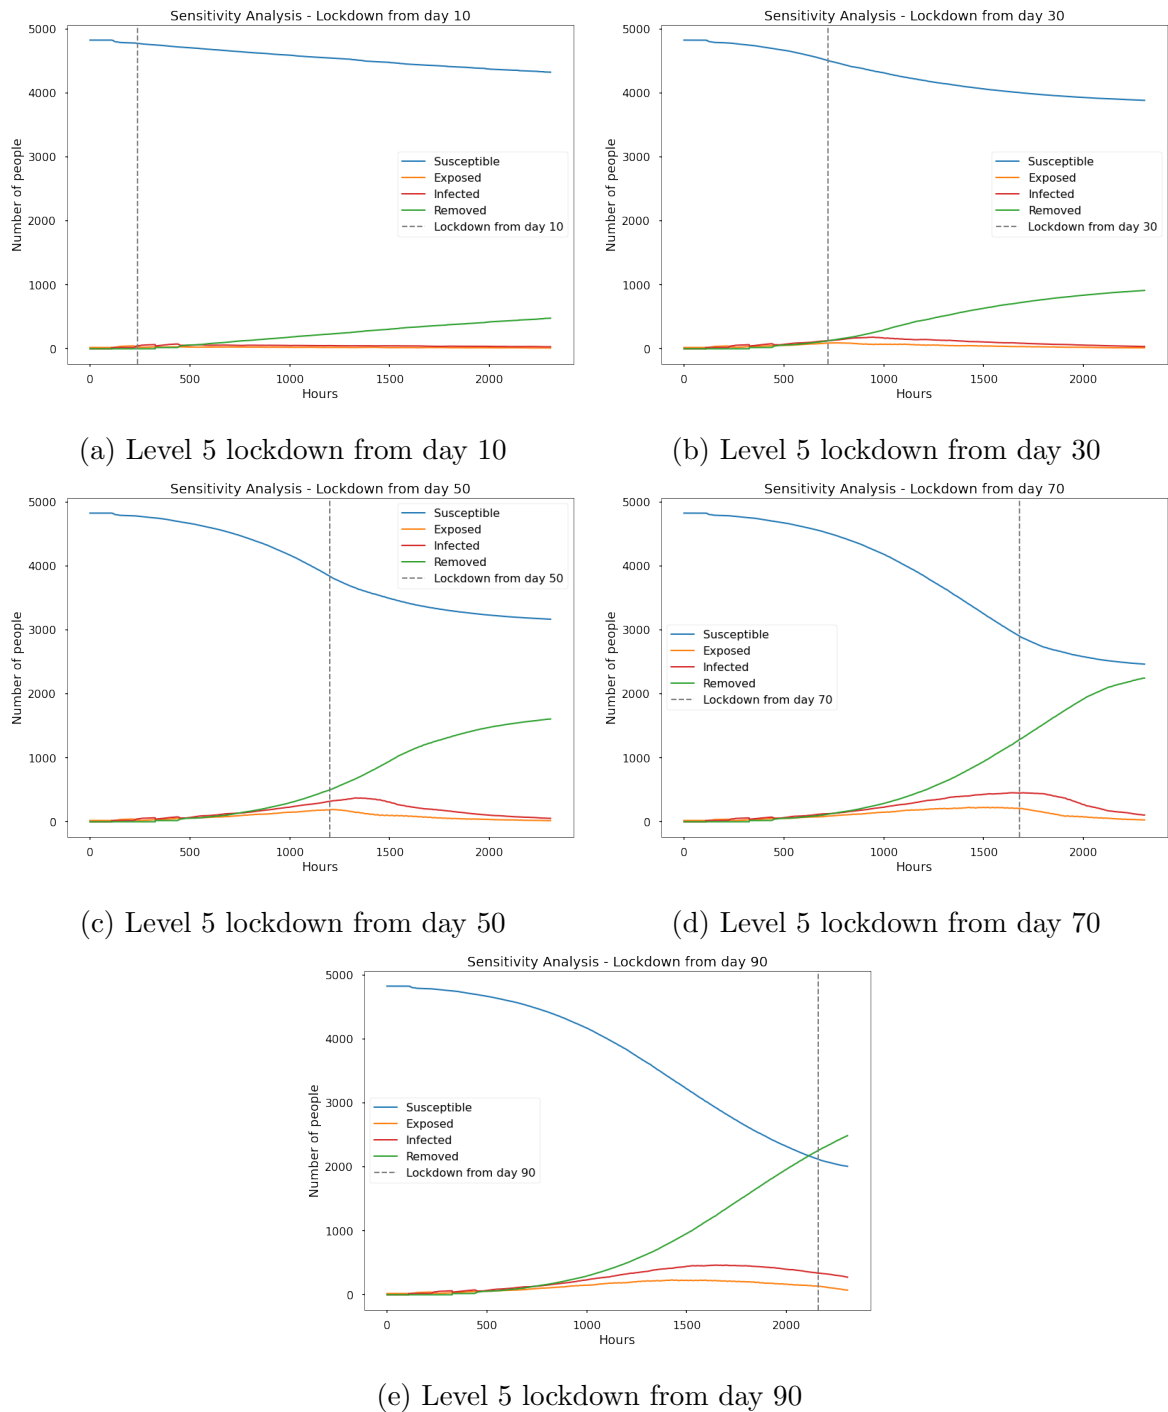 Sensitivity Analysis - Lockdown from day 10
5000
4000
3000
2000
1000
0
Number of people
Susceptible
Exposed
Infected
Removed
Lockdown from day 10
0 500 1000 1500 2000
Hours
(a) Level 5 lockdown from day 10
Sensitivity Analysis - Lockdown from day 30
5000
4000
3000
2000
1000
0
Number of people
Susceptible
Exposed
Infected
Removed
Lockdown from day 30
0 500 1000 1500 2000
Hours
(b) Level 5 lockdown from day 30
Sensitivity Analysis - Lockdown from day 50
5000
4000
3000
2000
1000
0
Number of people
Susceptible
Exposed
Infected
Removed
Lockdown from day 50
0 500 1000 1500 2000
Hours
(c) Level 5 lockdown from day 50
Sensitivity Analysis - Lockdown from day 70
5000
4000
3000
2000
1000
0
Number of people
Susceptible
Exposed
Infected
Removed
Lockdown from day 70
0 500 1000 1500 2000
Hours
(d) Level 5 lockdown from day 70
Sensitivity Analysis - Lockdown from day 90
5000
4000
3000
2000
1000
0
Number of people
Susceptible
Exposed
Infected
Removed
Lockdown from day 90
0 500 1000 1500 2000
Hours
(e) Level 5 lockdown from day 90